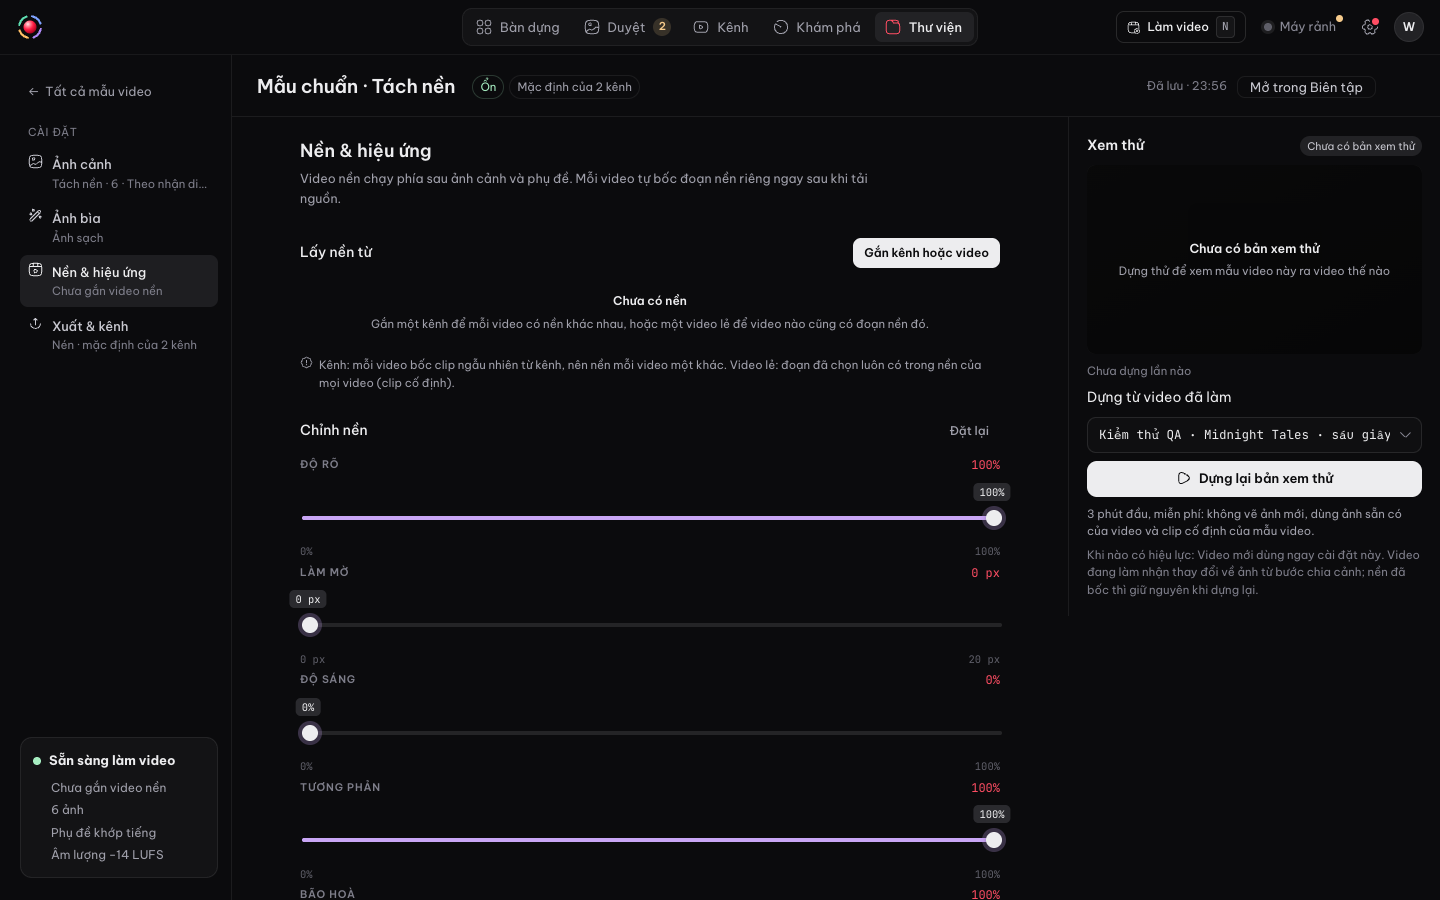 Bàn dựng
Duyệt 2
Kênh
Khám phá
Thư viện
Làm video N
Máy rảnh
W
← Tất cả mẫu video
CÀI ĐẶT
Ảnh cảnh
Tách nền · 6 · Theo nhận di...
Ảnh bìa
Ảnh sạch
Nền & hiệu ứng
Chưa gắn video nền
Xuất & kênh
Nén · mặc định của 2 kênh
Sẵn sàng làm video
Chưa gắn video nền
6 ảnh
Phụ đề khớp tiếng
Âm lượng -14 LUFS
Mẫu chuẩn · Tách nền
Ổn
Mặc định của 2 kênh
Đã lưu · 23:56
Mở trong Biên tập
Nền & hiệu ứng
Video nền chạy phía sau ảnh cảnh và phụ đề. Mỗi video tự bốc đoạn nền riêng ngay sau khi tải
nguồn.
Lấy nền từ
Gắn kênh hoặc video
Chưa có nền
Gắn một kênh để mỗi video có nền khác nhau, hoặc một video lẻ để video nào cũng có đoạn nền đó.
Kênh: mỗi video bốc clip ngẫu nhiên từ kênh, nên nền mỗi video một khác. Video lẻ: đoạn đã chọn luôn có trong nền của
mọi video (clip cố định).
Chỉnh nền
Đặt lại
ĐỘ RÕ
100%
100%
0%
100%
LÀM MỜ
0 px
0 px
0 px
20 px
ĐỘ SÁNG
0%
0%
0%
100%
TƯƠNG PHẢN
100%
100%
0%
100%
BÃO HOÀ
100%
Xem thử
Chưa có bản xem thử
Chưa có bản xem thử
Dựng thử để xem mẫu video này ra video thế nào
Chưa dựng lần nào
Dựng từ video đã làm
Kiểm thử QA · Midnight Tales · sáu giây
Dựng lại bản xem thử
3 phút đầu, miễn phí: không vẽ ảnh mới, dùng ảnh sẵn có
của video và clip cố định của mẫu video.
Khi nào có hiệu lực: Video mới dùng ngay cài đặt này. Video
đang làm nhận thay đổi về ảnh từ bước chia cảnh; nền đã
bốc thì giữ nguyên khi dựng lại.